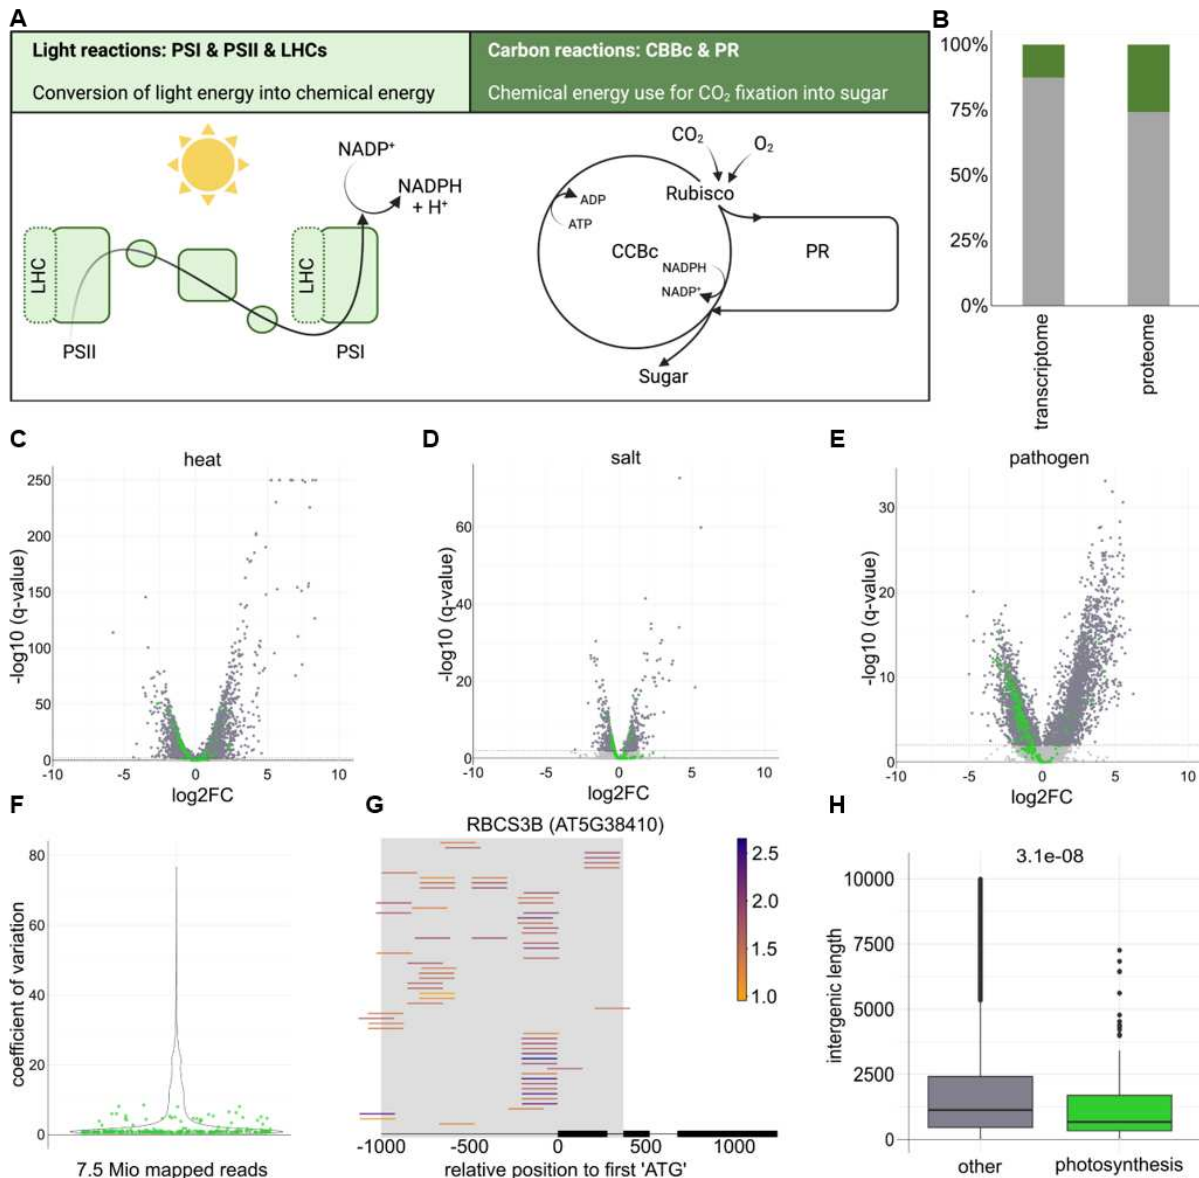 A
Light reactions: PSI & PSII & LHCs
Conversion of light energy into chemical energy
Carbon reactions: CBBc & PR
Chemical energy use for CO₂ fixation into sugar
NADP⁺
NADPH
+ H⁺
LHC
PSII
LHC
PSI
CO₂
O₂
Rubisco
ADP
ATP
CCBc
NADPH
NADP⁺
PR
Sugar
B
100%
75%
50%
25%
0%
transcriptome
proteome
C
heat
250
200
150
100
50
0
-10
-5
0
5
10
-log10 (q-value)
log2FC
D
salt
60
40
20
0
-10
-5
0
5
10
-log10 (q-value)
log2FC
E
pathogen
30
20
10
0
-10
-5
0
5
10
-log10 (q-value)
log2FC
F
80
60
40
20
0
coefficient of variation
7.5 Mio mapped reads
G
RBCS3B (AT5G38410)
2.5
2.0
1.5
1.0
-1000
-500
0
500
1000
relative position to first 'ATG'
H
3.1e-08
10000
7500
5000
2500
0
intergenic length
other
photosynthesis